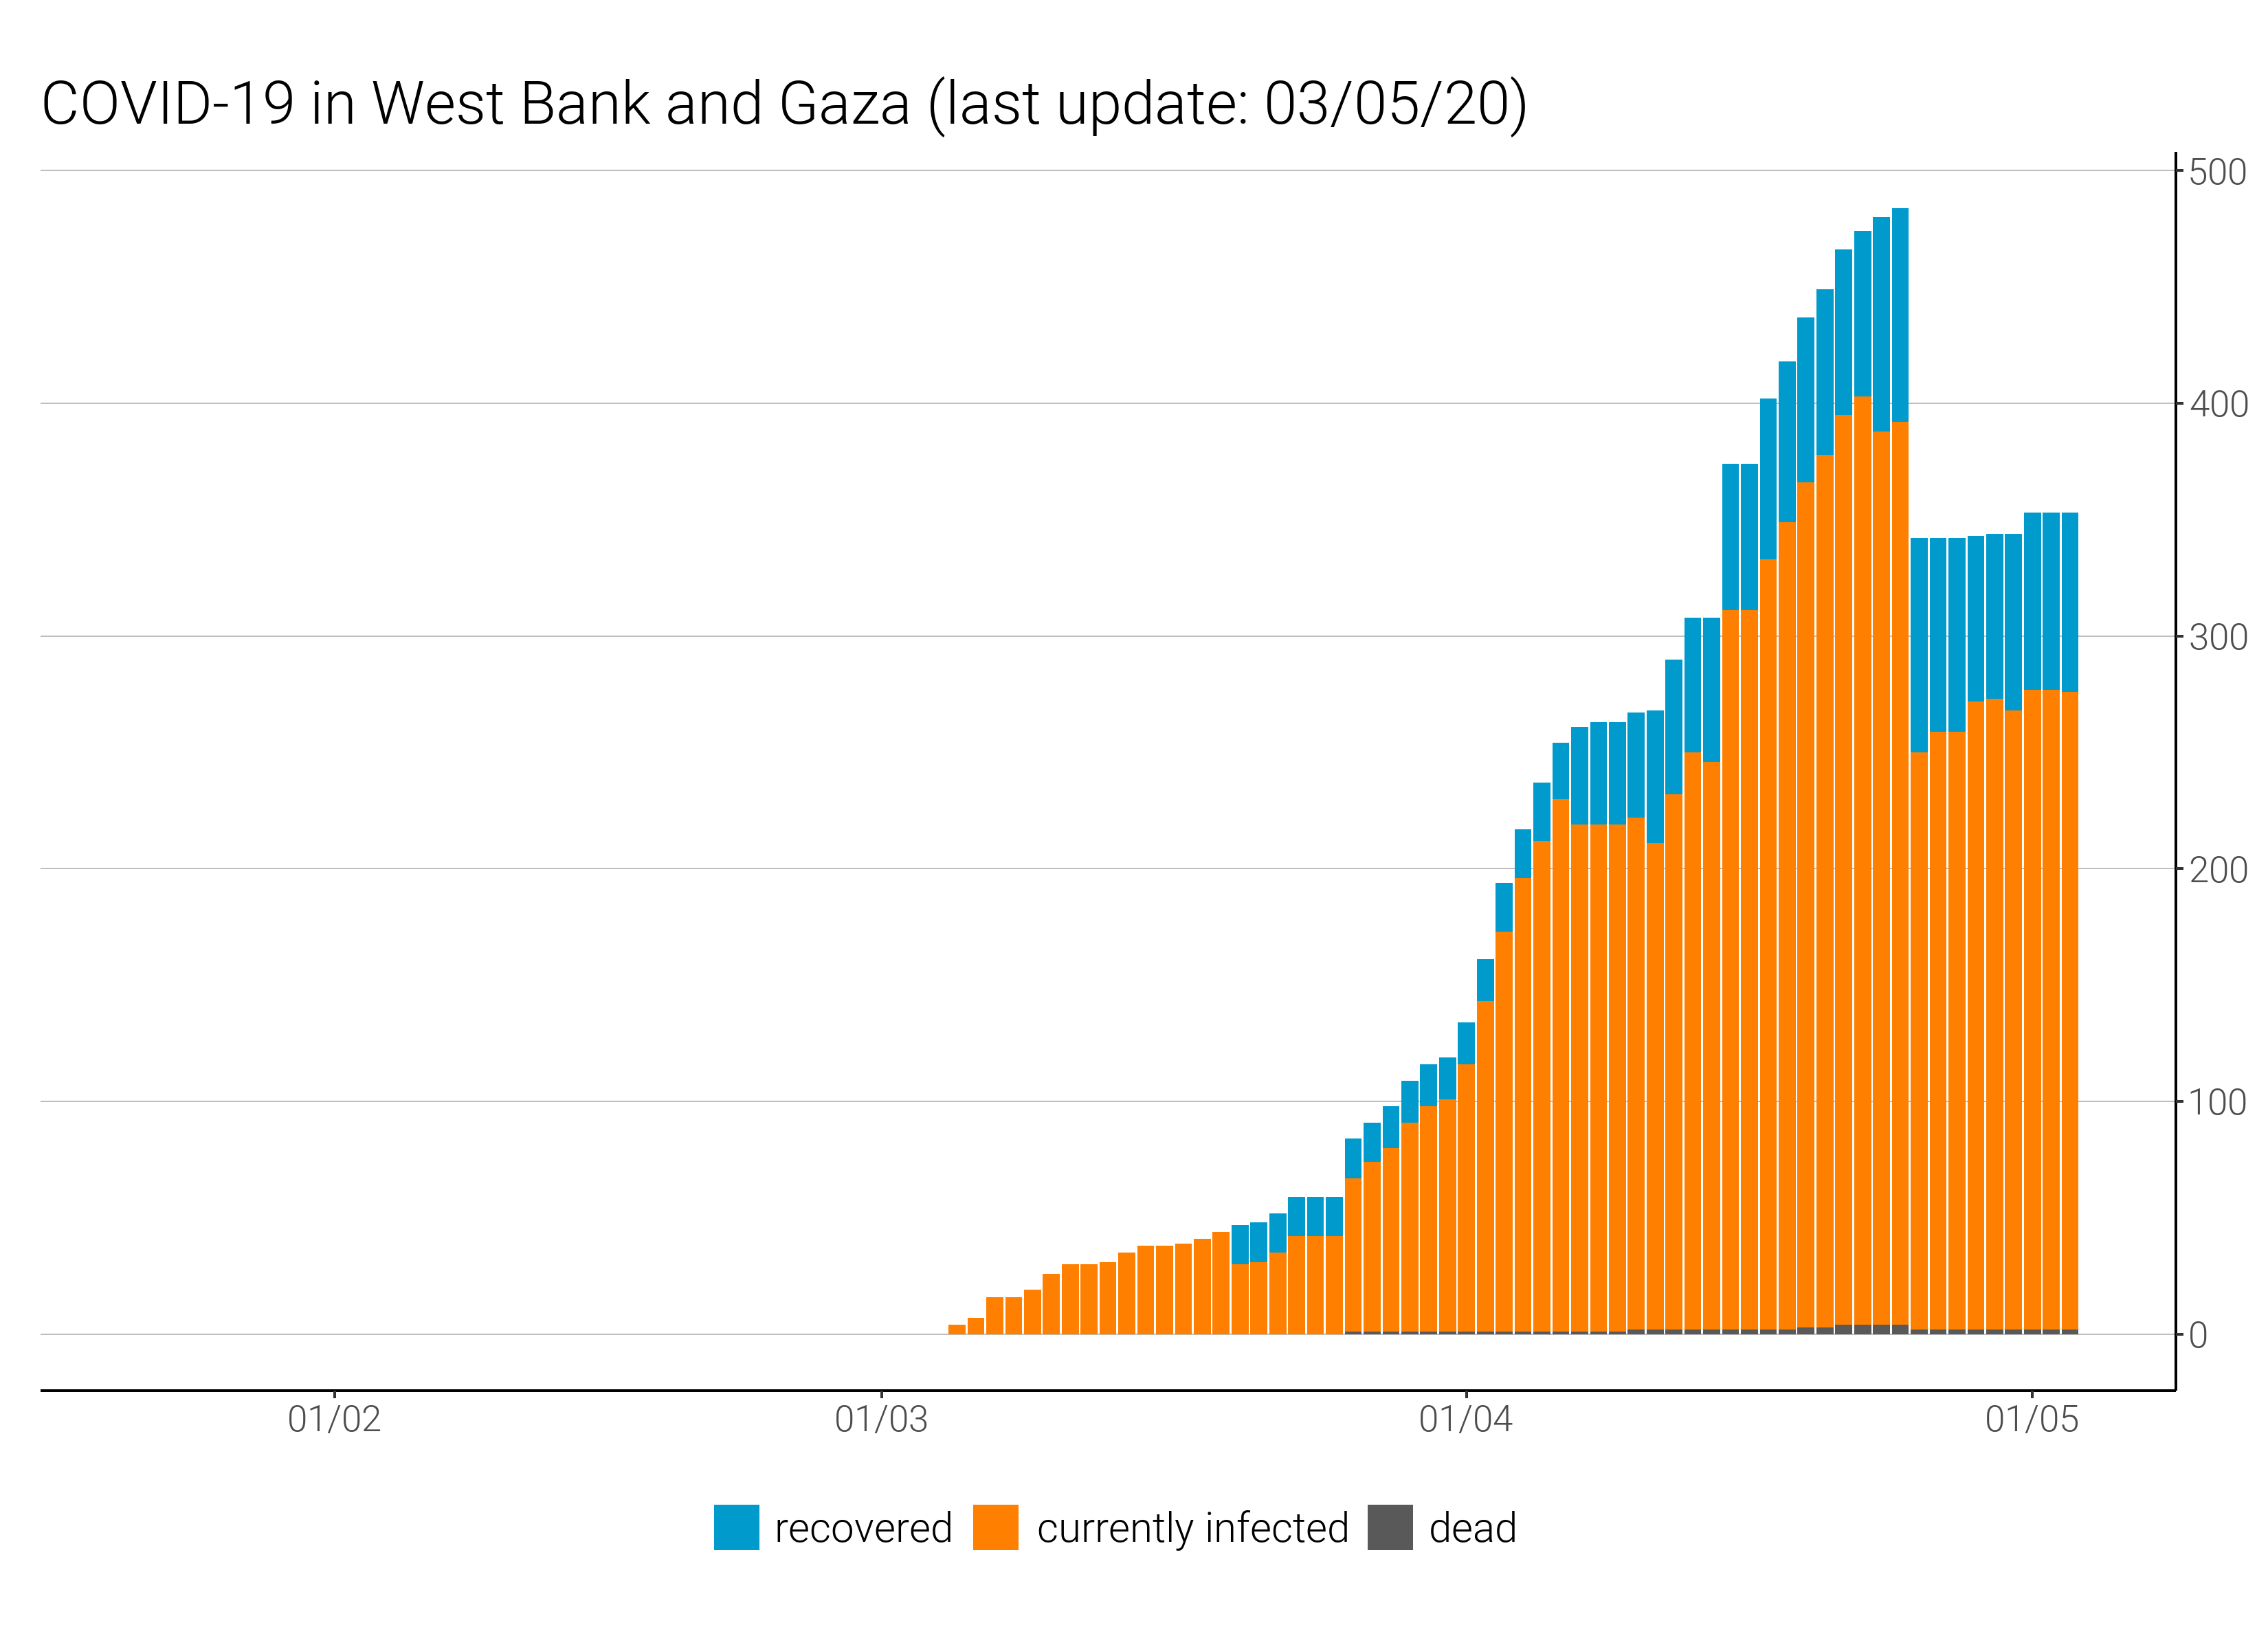 COVID-19 in West Bank and Gaza (last update: 03/05/20)
500
400
300
200
100
0
01/02 01/03 01/04 01/05
recovered currently infected dead